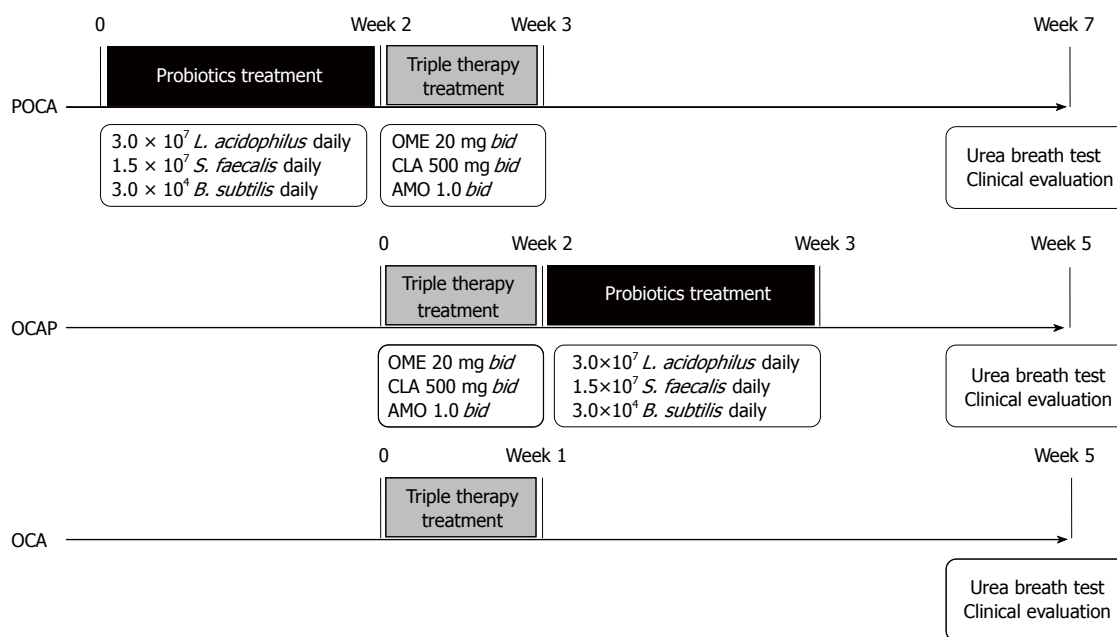 0 Week 2 Week 3 Week 7
Probiotics treatment
Triple therapy
treatment
POCA
3.0 × 10⁷ L. acidophilus daily
1.5 × 10⁷ S. faecalis daily
3.0 × 10⁴ B. subtilis daily
OME 20 mg bid
CLA 500 mg bid
AMO 1.0 bid
Urea breath test
Clinical evaluation
0 Week 2 Week 3 Week 5
Triple therapy
treatment
Probiotics treatment
OCAP
OME 20 mg bid
CLA 500 mg bid
AMO 1.0 bid
3.0×10⁷ L. acidophilus daily
1.5×10⁷ S. faecalis daily
3.0×10⁴ B. subtilis daily
Urea breath test
Clinical evaluation
0 Week 1 Week 5
Triple therapy
treatment
OCA
Urea breath test
Clinical evaluation